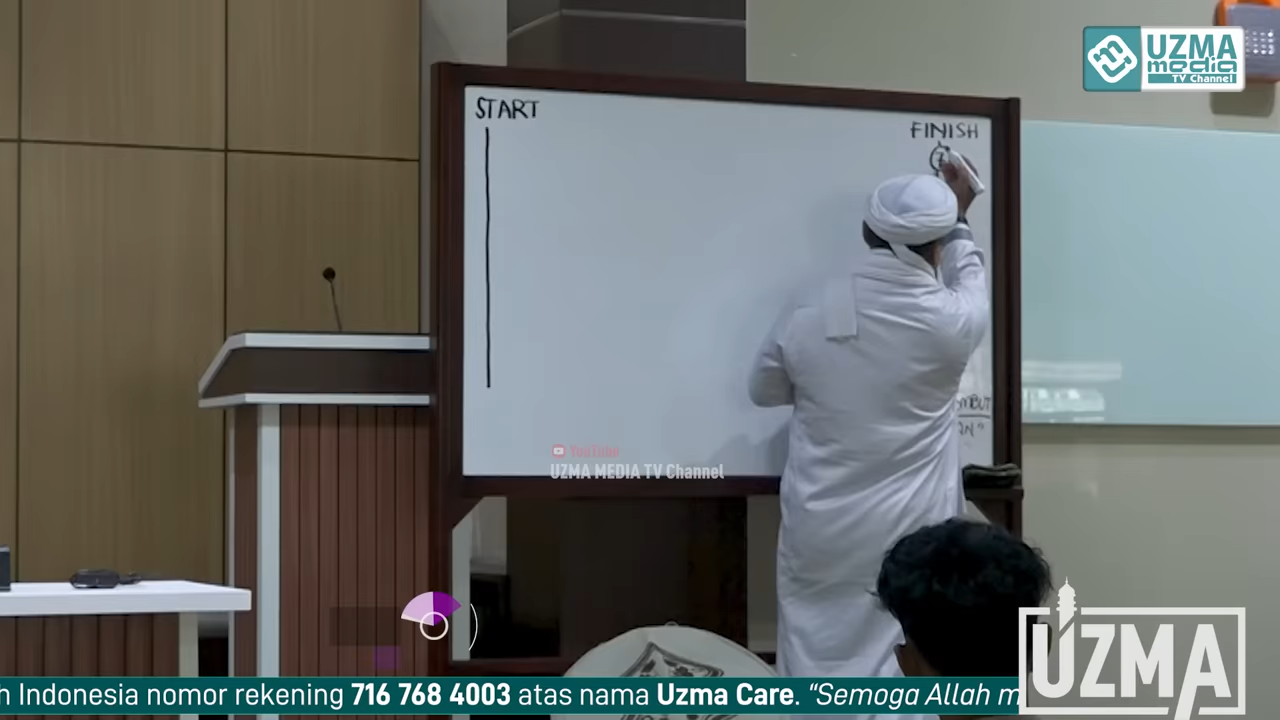 UZMA
media
TV Channel
START
FINISH
YouTube
UZMA MEDIA TV Channel
h Indonesia nomor rekening 716 768 4003 atas nama Uzma Care. “Semoga Allah m
UZMA